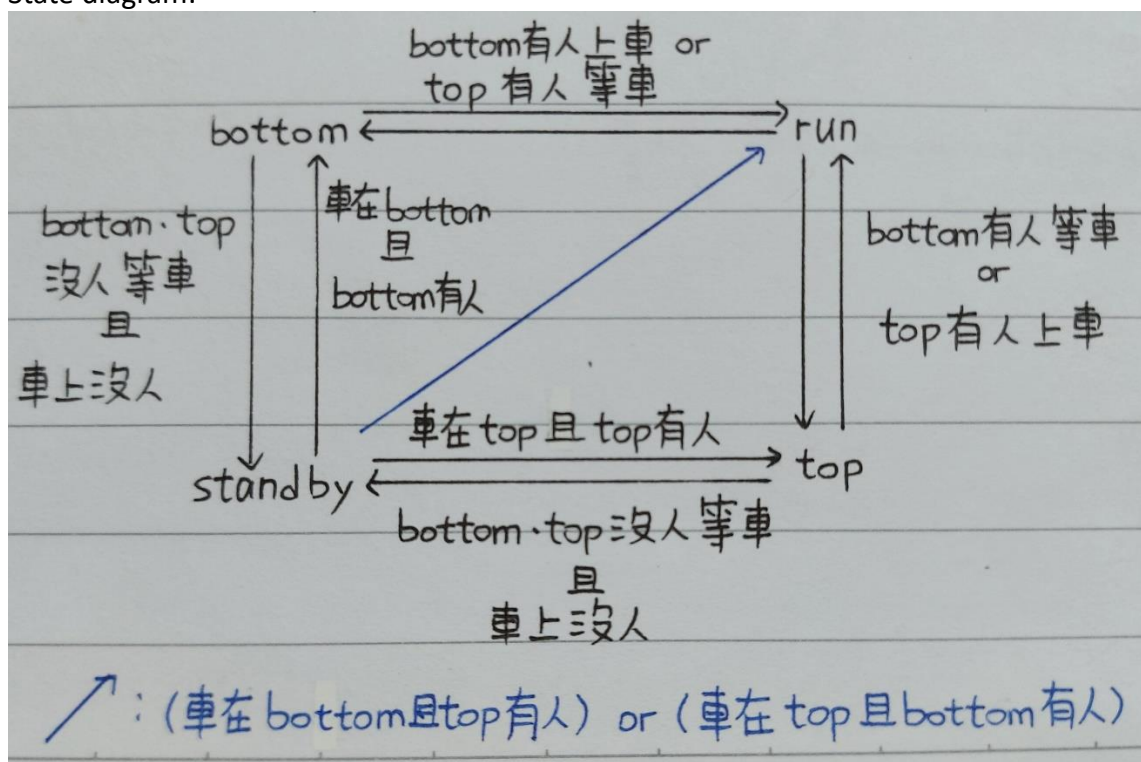 State diagram:
bottom有人上車 or
top 有人等車
bottom
run
bottom.top
沒人等車
且
車上沒人
車在bottom
且
bottom有人
bottom有人等車
or
top有人上車
車在top且top有人
standby
top
bottom.top沒人等車
且
車上沒人
:(車在bottom且top有人) or (車在top且bottom有人)